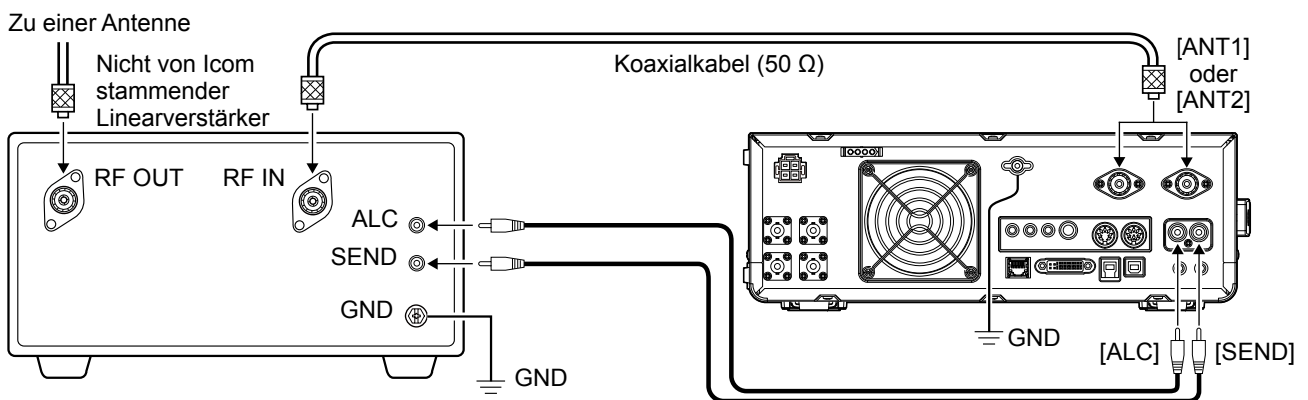 Zu einer Antenne
Nicht von Icom
stammender
Linearverstärker
Koaxialkabel (50 Ω)
[ANT1]
oder
[ANT2]
RF OUT
RF IN
ALC
SEND
GND
GND
GND
[ALC]
[SEND]